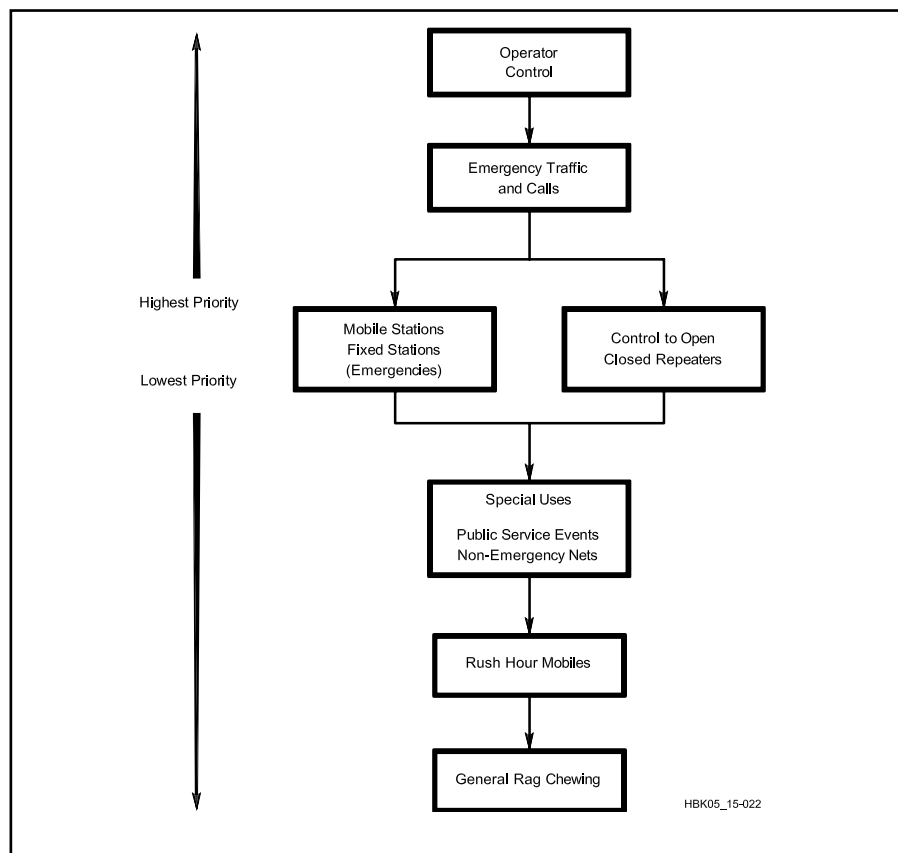 Operator
Control
Emergency Traffic
and Calls
Highest Priority
Mobile Stations
Fixed Stations
(Emergencies)
Control to Open
Closed Repeaters
Lowest Priority
Special Uses
Public Service Events
Non-Emergency Nets
Rush Hour Mobiles
General Rag Chewing
HBK05_15-022